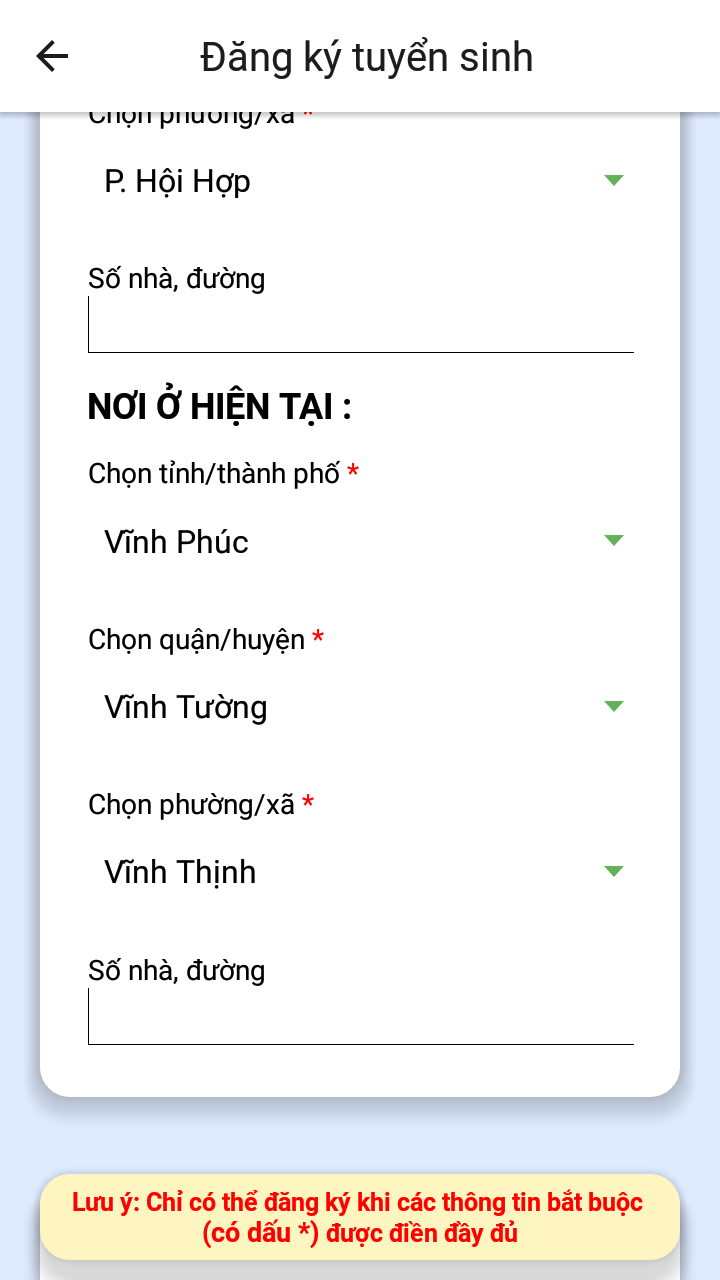 Đăng ký tuyển sinh
Chọn phường/xã *
P. Hội Hợp
Số nhà, đường
NƠI Ở HIỆN TẠI :
Chọn tỉnh/thành phố *
Vĩnh Phúc
Chọn quận/huyện *
Vĩnh Tường
Chọn phường/xã *
Vĩnh Thịnh
Số nhà, đường
Lưu ý: Chỉ có thể đăng ký khi các thông tin bắt buộc
(có dấu *) được điền đầy đủ